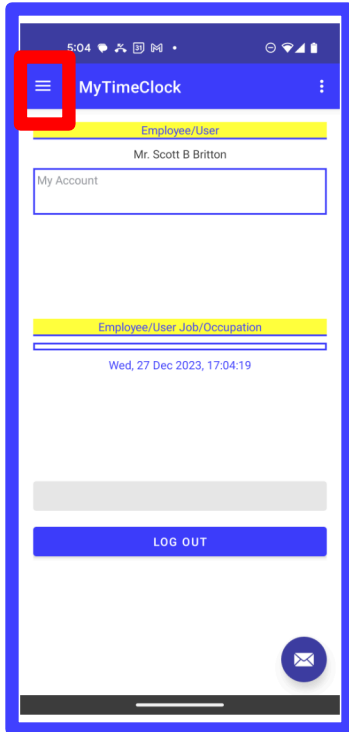 5:04
31
MyTimeClock
Employee/User
Mr. Scott B Britton
My Account
Employee/User Job/Occupation
Wed, 27 Dec 2023, 17:04:19
LOG OUT